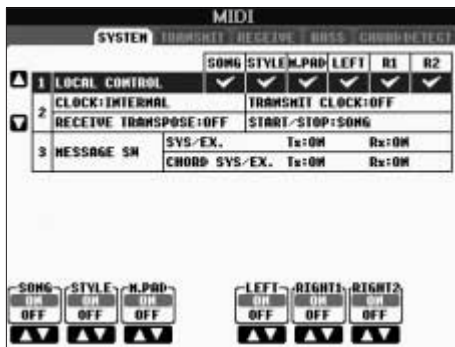 MIDI
SYSTEM TRANSMIT RECEIVE BASS CHORD DETECT
SONG STYLE M.PAD LEFT R1 R2
1 LOCAL CONTROL
2 CLOCK:INTERNAL TRANSMIT CLOCK:OFF
RECEIVE TRANSPOSE:OFF START/STOP:SONG
3 MESSAGE SW SYS/EX. Tx:ON Rx:ON
CHORD SYS/EX. Tx:ON Rx:ON
SONG STYLE M.PAD LEFT RIGHT1 RIGHT2
ON ON ON ON ON ON
OFF OFF OFF OFF OFF OFF